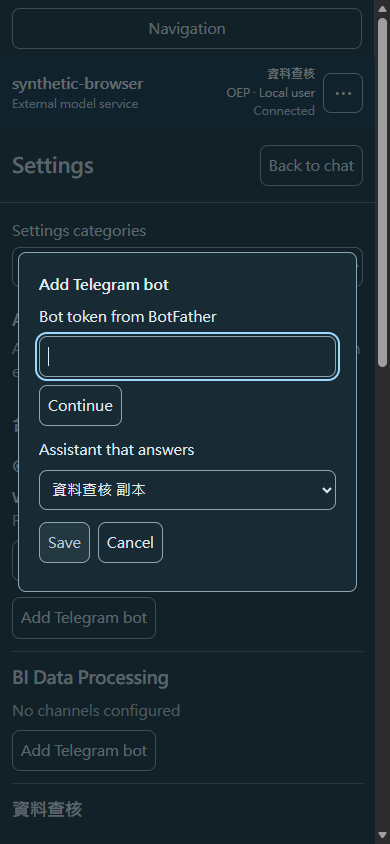 Navigation
synthetic-browser
External model service
資料查核
OEP · Local user
Connected
...
Settings
Back to chat
Settings categories
Add Telegram bot
Bot token from BotFather
Continue
Assistant that answers
資料查核 副本
Save
Cancel
Add Telegram bot
BI Data Processing
No channels configured
Add Telegram bot
資料查核